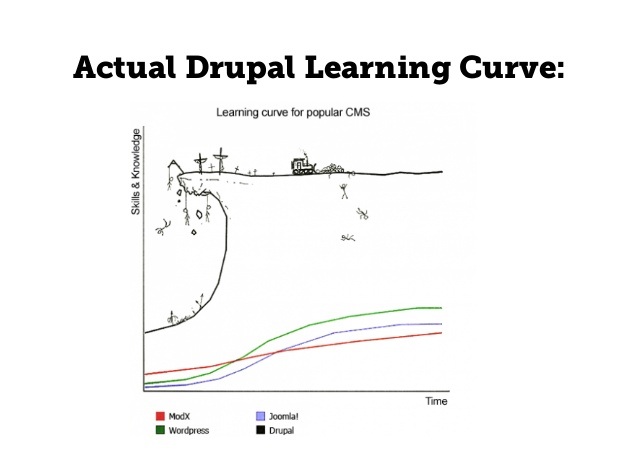 Actual Drupal Learning Curve:
Learning curve for popular CMS
Skills & Knowledge
Time
ModX
Joomla!
Wordpress
Drupal